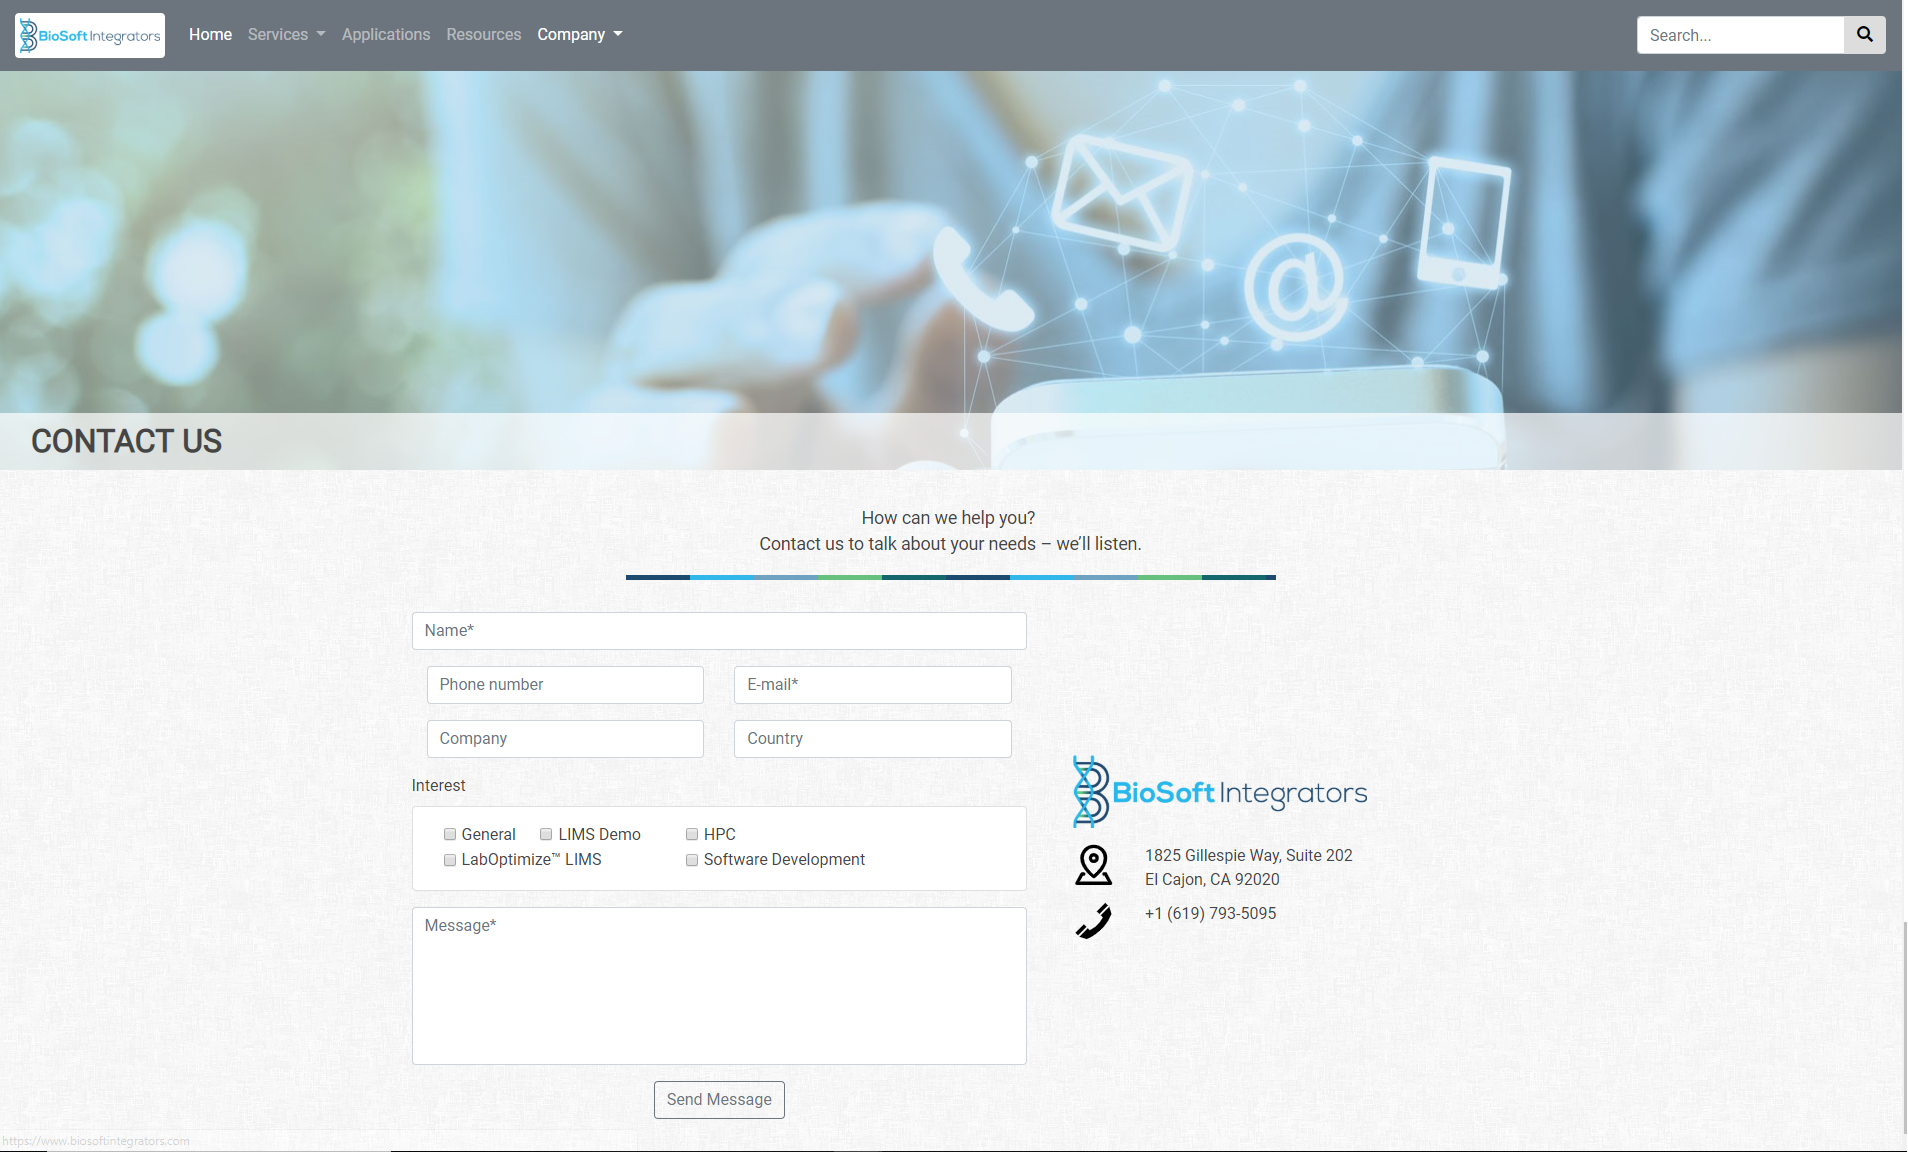 BioSoft Integrators
Home Services Applications Resources Company
Search...
@
CONTACT US
How can we help you?
Contact us to talk about your needs – we’ll listen.
Name*
Phone number E-mail*
Company Country
Interest
General LIMS Demo HPC
LabOptimize™ LIMS Software Development
Message*
Send Message
BioSoft Integrators
1825 Gillespie Way, Suite 202
El Cajon, CA 92020
+1 (619) 793-5095
https://www.biosoftintegrators.com